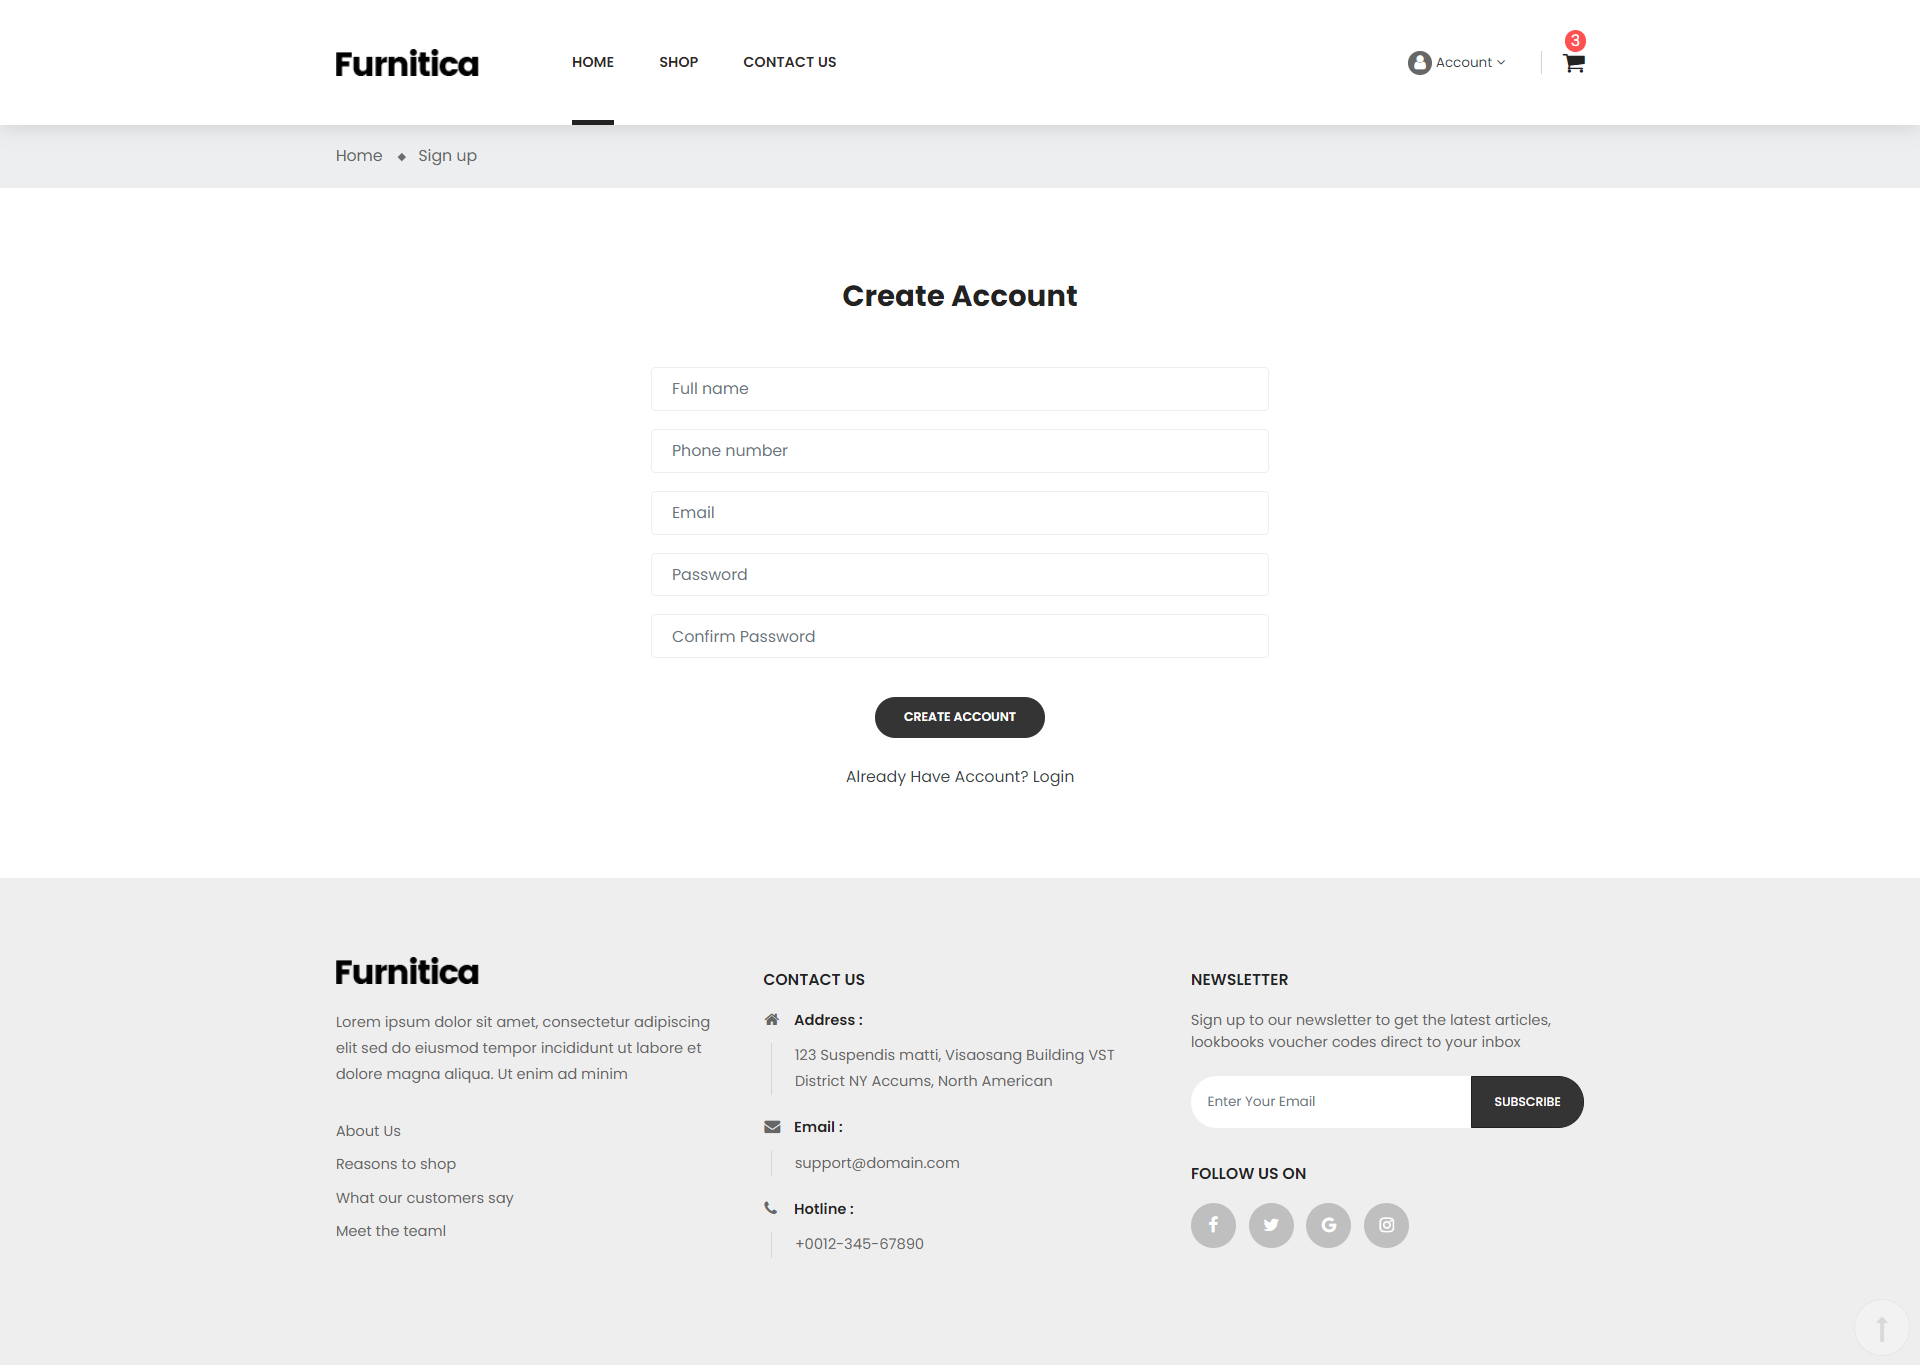 Furnitica
HOME
SHOP
CONTACT US
Account
3
Home
Sign up
Create Account
Full name
Phone number
Email
Password
Confirm Password
CREATE ACCOUNT
Already Have Account? Login
Furnitica
Lorem ipsum dolor sit amet, consectetur adipiscing
elit sed do eiusmod tempor incididunt ut labore et
dolore magna aliqua. Ut enim ad minim
About Us
Reasons to shop
What our customers say
Meet the teaml
CONTACT US
Address :
123 Suspendis matti, Visaosang Building VST
District NY Accums, North American
Email :
support@domain.com
Hotline :
+0012-345-67890
NEWSLETTER
Sign up to our newsletter to get the latest articles,
lookbooks voucher codes direct to your inbox
Enter Your Email
SUBSCRIBE
FOLLOW US ON